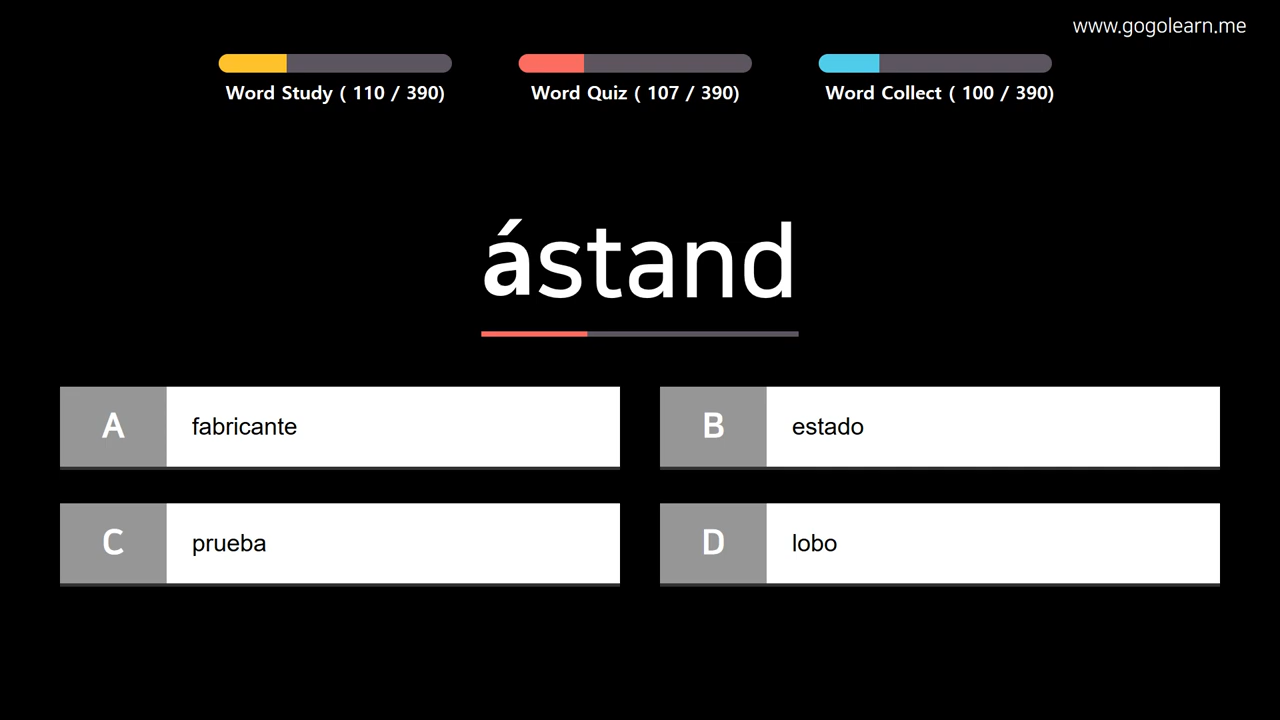 www.gogolearn.me
Word Study ( 110 / 390)
Word Quiz ( 107 / 390)
Word Collect ( 100 / 390)
ástand
A fabricante
B estado
C prueba
D lobo